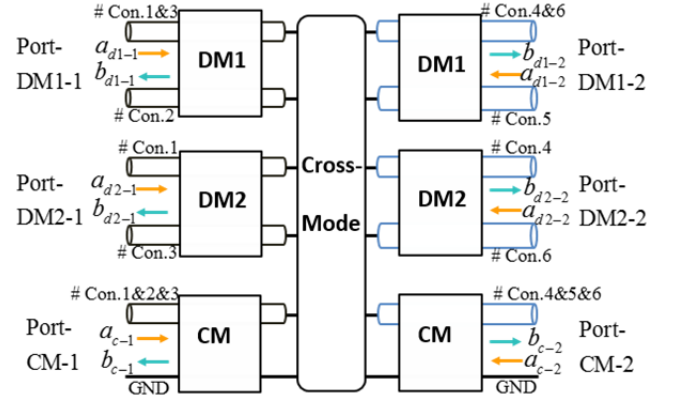 # Con.1&3
# Con.4&6
Port-
DM1-1
a_{d1–1}
b_{d1–1}
DM1
DM1
b_{d1–2}
a_{d1–2}
Port-
DM1-2
# Con.2
# Con.5
# Con.1
# Con.4
Port-
DM2-1
a_{d2–1}
b_{d2–1}
DM2
Cross-
Mode
DM2
b_{d2–2}
a_{d2–2}
Port-
DM2-2
# Con.3
# Con.6
# Con.1&2&3
# Con.4&5&6
Port-
CM-1
a_{c–1}
b_{c–1}
CM
CM
b_{c–2}
a_{c–2}
Port-
CM-2
GND
GND